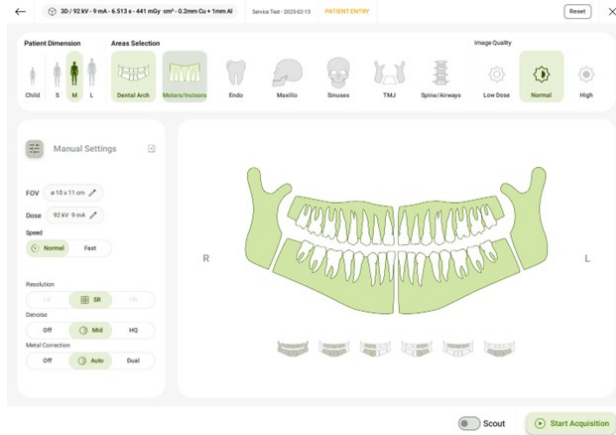 3D / 92 kV - 9 mA - 6.513 s - 441 mGy cm² - 0.2mm Cu + 1mm Al
Service Test - 2023-02-13
PATIENT ENTRY
Reset
Patient Dimension
Areas Selection
Image Quality
Child
S
M
L
Dental Arch
Molars/Incisors
Endo
Maxillo
Sinuses
TMJ
Spine/Airways
Low Dose
Normal
High
Manual Settings
FOV
ø 10 x 11 cm
Dose
92 kV 9 mA
Speed
Normal
Fast
R
L
Resolution
SR
Denoise
Off
Mid
HQ
Metal Correction
Off
Auto
Dual
Scout
Start Acquisition